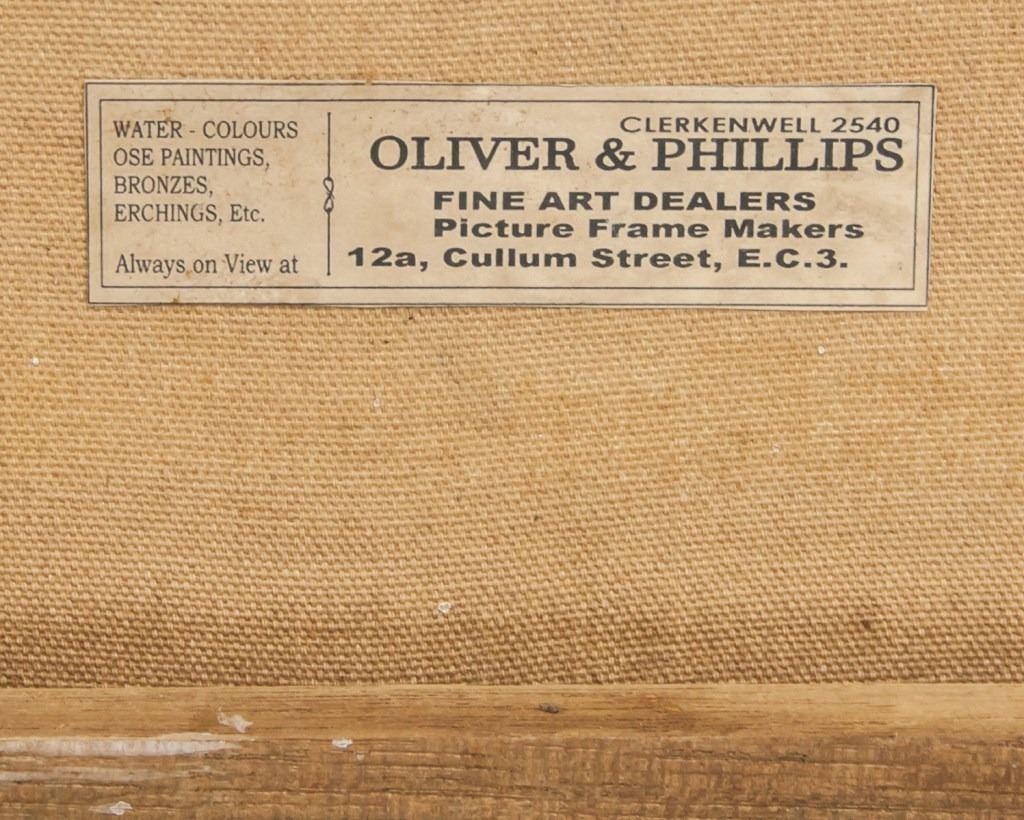 WATER - COLOURS
OSE PAINTINGS,
BRONZES,
ERCHINGS, Etc.
Always on View at
CLERKENWELL 2540
OLIVER & PHILLIPS
FINE ART DEALERS
Picture Frame Makers
12a, Cullum Street, E.C.3.